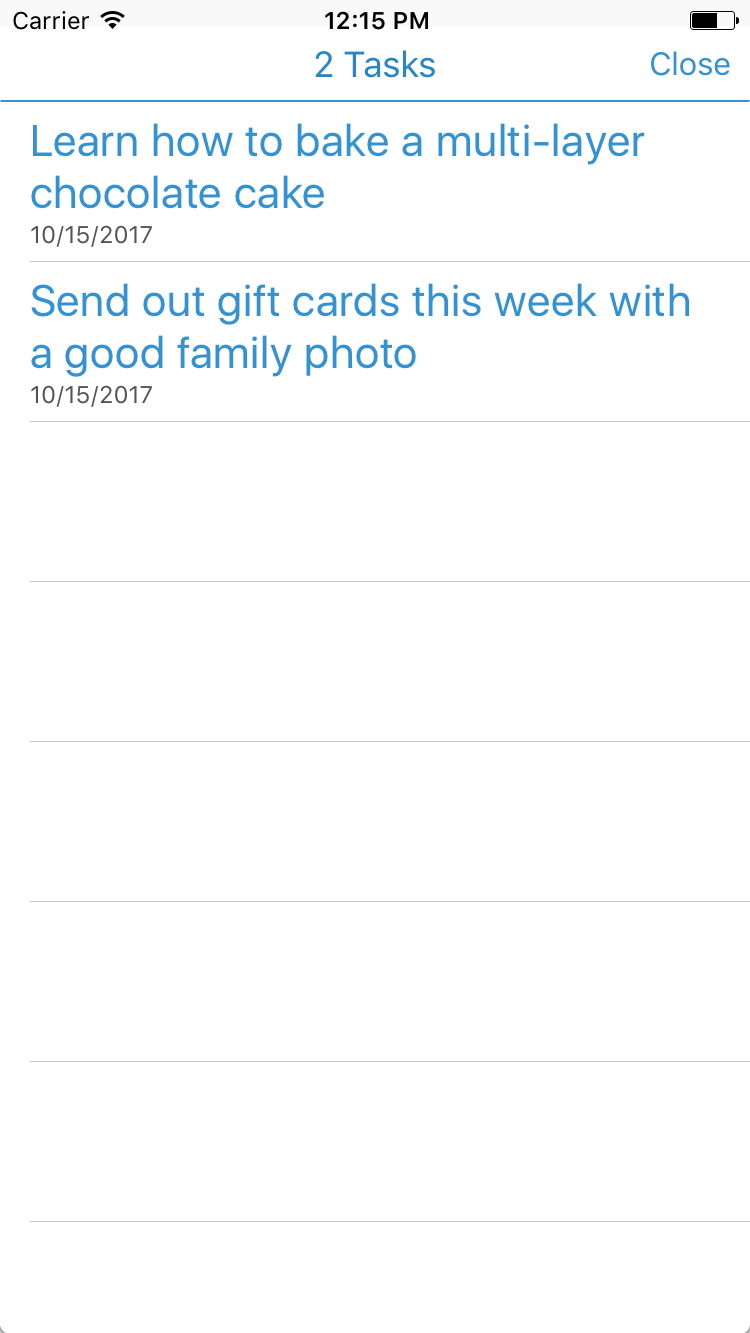 Carrier 12:15 PM
2 Tasks Close
Learn how to bake a multi-layer
chocolate cake
10/15/2017
Send out gift cards this week with
a good family photo
10/15/2017